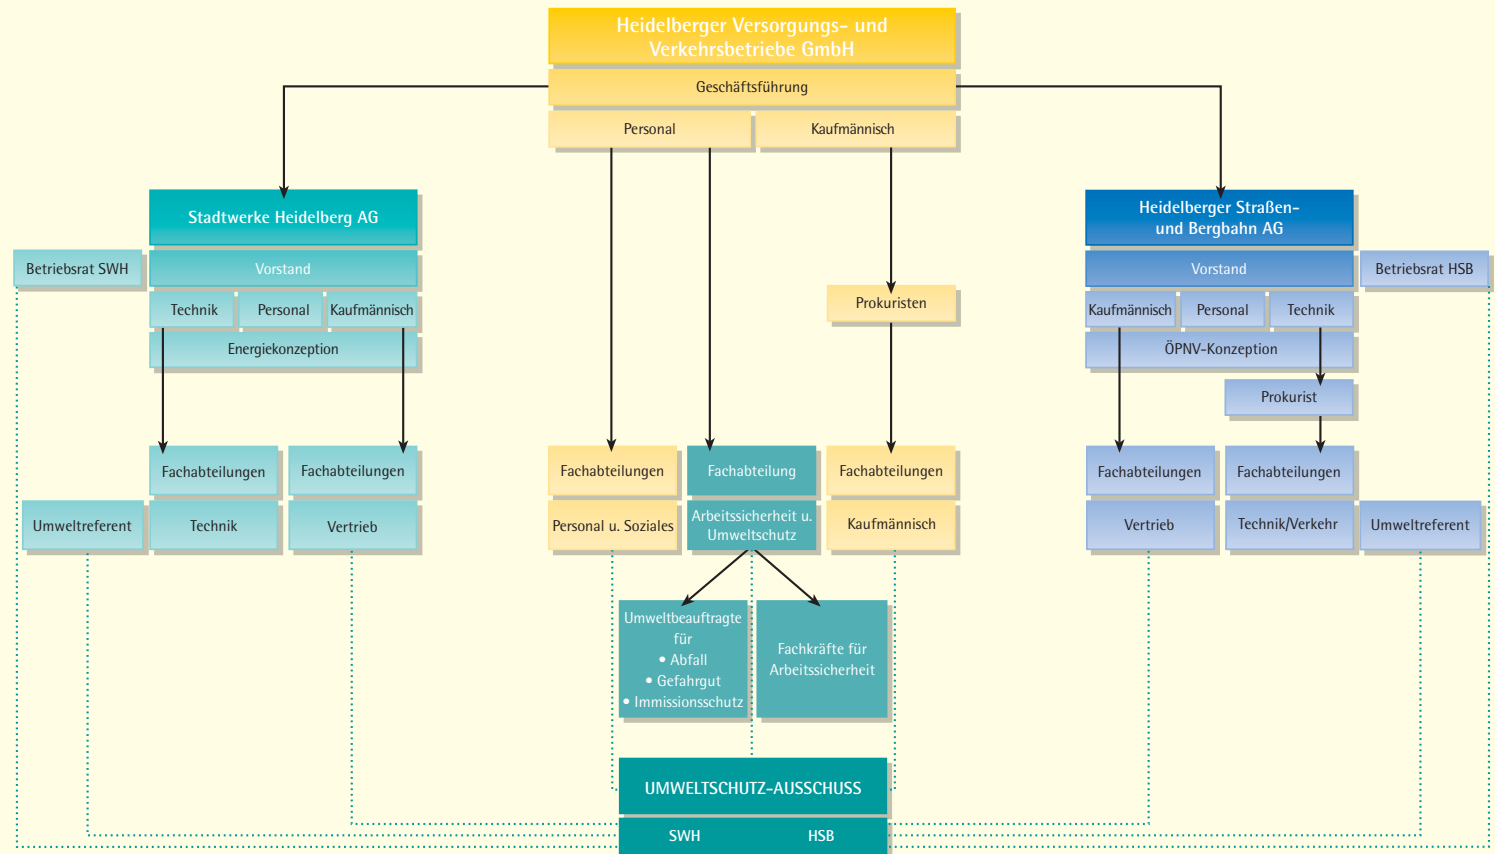 Heidelberger Versorgungs- und
Verkehrsbetriebe GmbH
Geschäftsführung
Personal
Kaufmännisch
Stadtwerke Heidelberg AG
Heidelberger Straßen-
und Bergbahn AG
Betriebsrat SWH
Vorstand
Vorstand
Betriebsrat HSB
Technik
Personal
Kaufmännisch
Prokuristen
Kaufmännisch
Personal
Technik
Energiekonzeption
ÖPNV-Konzeption
Prokurist
Fachabteilungen
Fachabteilungen
Fachabteilungen
Fachabteilung
Fachabteilungen
Fachabteilungen
Fachabteilungen
Umweltreferent
Technik
Vertrieb
Personal u. Soziales
Arbeitssicherheit u.
Umweltschutz
Kaufmännisch
Vertrieb
Technik/Verkehr
Umweltreferent
Umweltbeauftragte
für
• Abfall
• Gefahrgut
• Immissionsschutz
Fachkräfte für
Arbeitssicherheit
UMWELTSCHUTZ-AUSSCHUSS
SWH
HSB